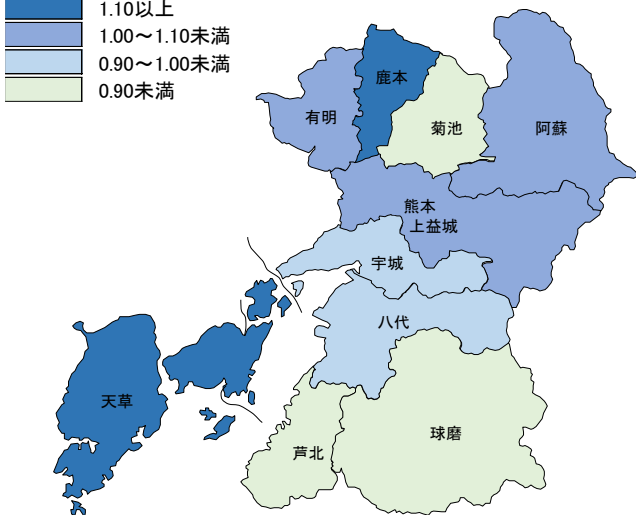 1.10以上
1.00～1.10未満
0.90～1.00未満
0.90未満
鹿本
有明
菊池
阿蘇
熊本
上益城
宇城
八代
天草
球磨
芦北